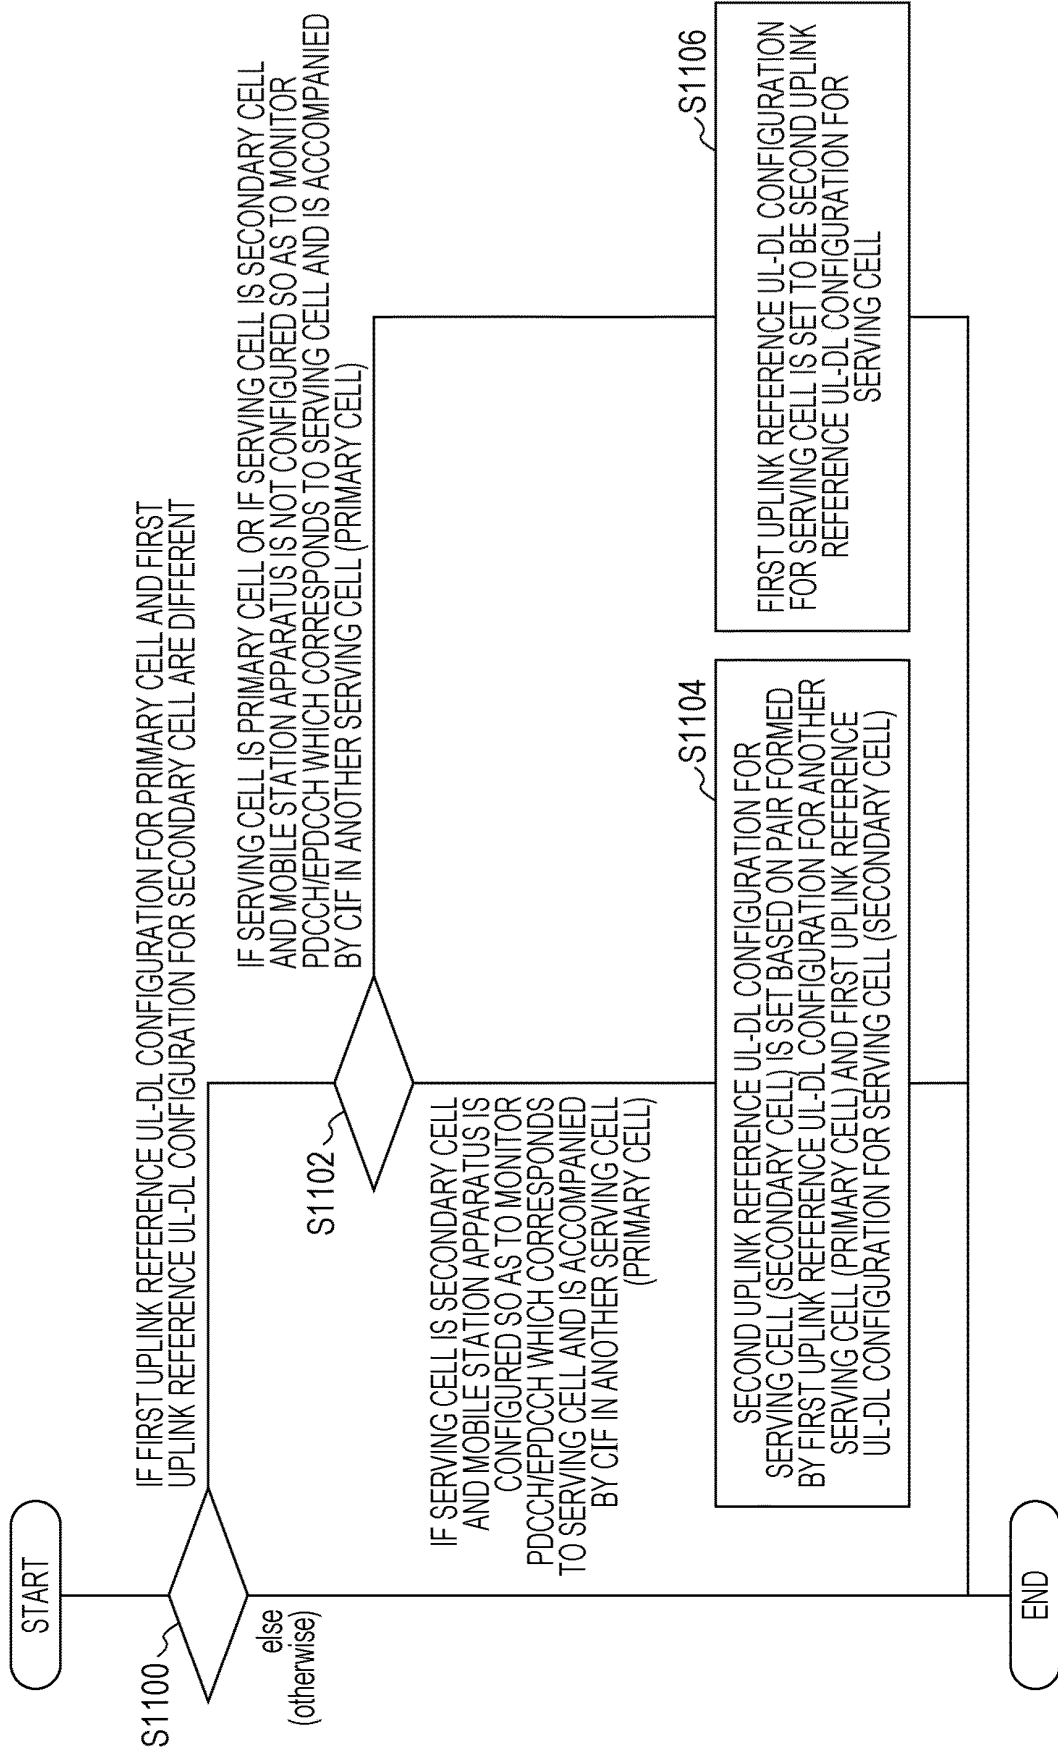 START
S1100
IF FIRST UPLINK REFERENCE UL-DL CONFIGURATION FOR PRIMARY CELL AND FIRST
UPLINK REFERENCE UL-DL CONFIGURATION FOR SECONDARY CELL ARE DIFFERENT
else
(otherwise)
S1102
IF SERVING CELL IS PRIMARY CELL OR IF SERVING CELL IS SECONDARY CELL
AND MOBILE STATION APPARATUS IS NOT CONFIGURED SO AS TO MONITOR
PDCCH/EPDCCH WHICH CORRESPONDS TO SERVING CELL AND IS ACCOMPANIED
BY CIF IN ANOTHER SERVING CELL (PRIMARY CELL)
IF SERVING CELL IS SECONDARY CELL
AND MOBILE STATION APPARATUS IS
CONFIGURED SO AS TO MONITOR
PDCCH/EPDCCH WHICH CORRESPONDS
TO SERVING CELL AND IS ACCOMPANIED
BY CIF IN ANOTHER SERVING CELL
(PRIMARY CELL)
S1104
SECOND UPLINK REFERENCE UL-DL CONFIGURATION FOR
SERVING CELL (SECONDARY CELL) IS SET BASED ON PAIR FORMED
BY FIRST UPLINK REFERENCE UL-DL CONFIGURATION FOR ANOTHER
SERVING CELL (PRIMARY CELL) AND FIRST UPLINK REFERENCE
UL-DL CONFIGURATION FOR SERVING CELL (SECONDARY CELL)
S1106
FIRST UPLINK REFERENCE UL-DL CONFIGURATION
FOR SERVING CELL IS SET TO BE SECOND UPLINK
REFERENCE UL-DL CONFIGURATION FOR
SERVING CELL
END